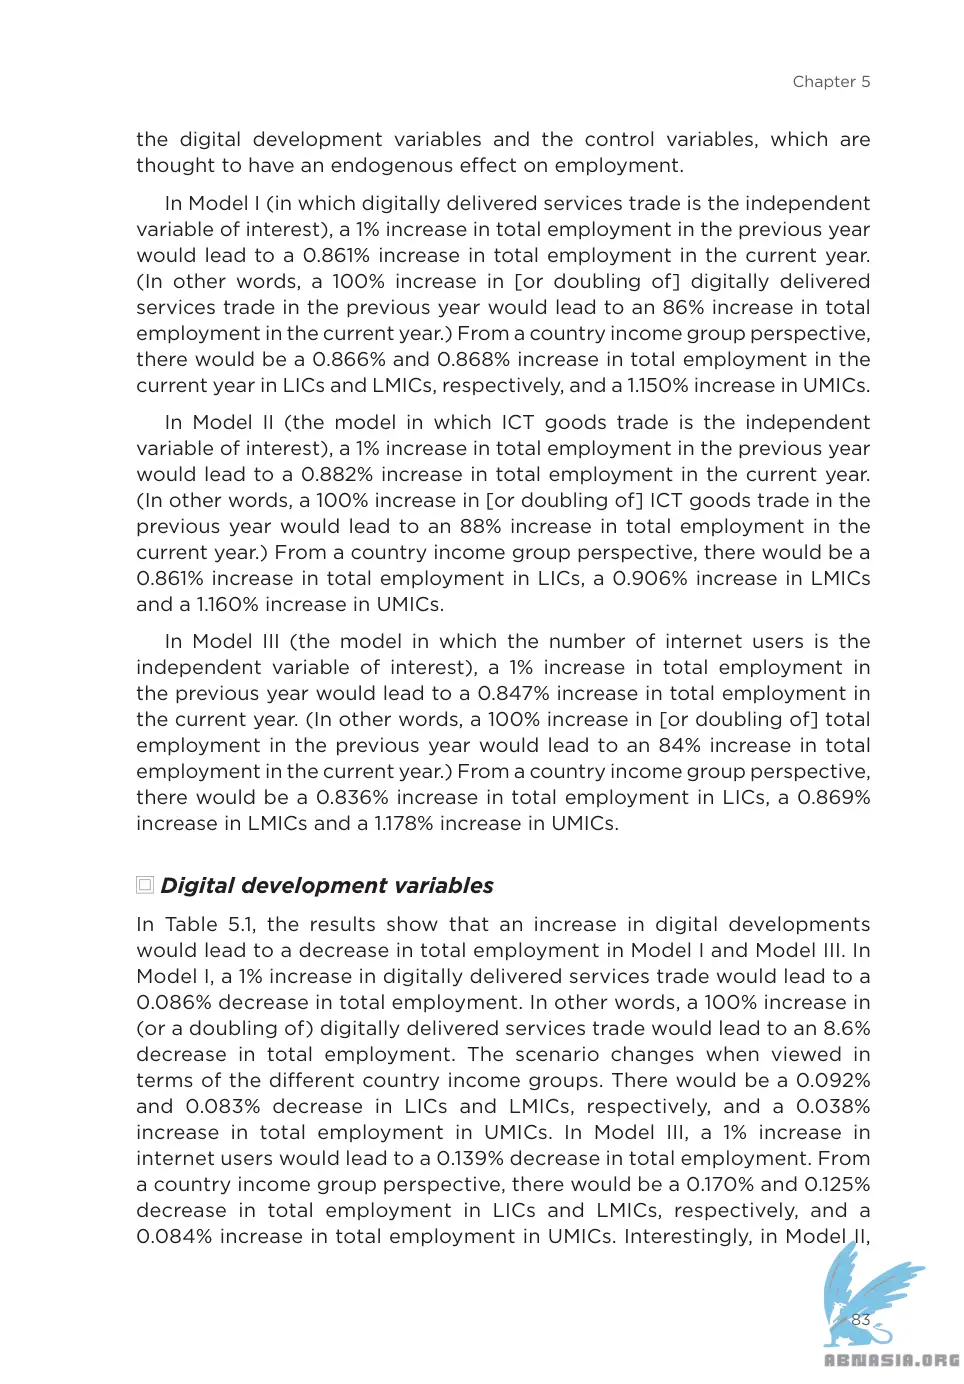 Chapter 5
the digital development variables and the control variables, which are
thought to have an endogenous effect on employment.
In Model I (in which digitally delivered services trade is the independent
variable of interest), a 1% increase in total employment in the previous year
would lead to a 0.861% increase in total employment in the current year.
(In other words, a 100% increase in [or doubling of] digitally delivered
services trade in the previous year would lead to an 86% increase in total
employment in the current year.) From a country income group perspective,
there would be a 0.866% and 0.868% increase in total employment in the
current year in LICs and LMICs, respectively, and a 1.150% increase in UMICs.
In Model II (the model in which ICT goods trade is the independent
variable of interest), a 1% increase in total employment in the previous year
would lead to a 0.882% increase in total employment in the current year.
(In other words, a 100% increase in [or doubling of] ICT goods trade in the
previous year would lead to an 88% increase in total employment in the
current year.) From a country income group perspective, there would be a
0.861% increase in total employment in LICs, a 0.906% increase in LMICs
and a 1.160% increase in UMICs.
In Model III (the model in which the number of internet users is the
independent variable of interest), a 1% increase in total employment in
the previous year would lead to a 0.847% increase in total employment in
the current year. (In other words, a 100% increase in [or doubling of] total
employment in the previous year would lead to an 84% increase in total
employment in the current year.) From a country income group perspective,
there would be a 0.836% increase in total employment in LICs, a 0.869%
increase in LMICs and a 1.178% increase in UMICs.
Digital development variables
In Table 5.1, the results show that an increase in digital developments
would lead to a decrease in total employment in Model I and Model III. In
Model I, a 1% increase in digitally delivered services trade would lead to a
0.086% decrease in total employment. In other words, a 100% increase in
(or a doubling of) digitally delivered services trade would lead to an 8.6%
decrease in total employment. The scenario changes when viewed in
terms of the different country income groups. There would be a 0.092%
and 0.083% decrease in LICs and LMICs, respectively, and a 0.038%
increase in total employment in UMICs. In Model III, a 1% increase in
internet users would lead to a 0.139% decrease in total employment. From
a country income group perspective, there would be a 0.170% and 0.125%
decrease in total employment in LICs and LMICs, respectively, and a
0.084% increase in total employment in UMICs. Interestingly, in Model II,
83
ABNASIA.ORG